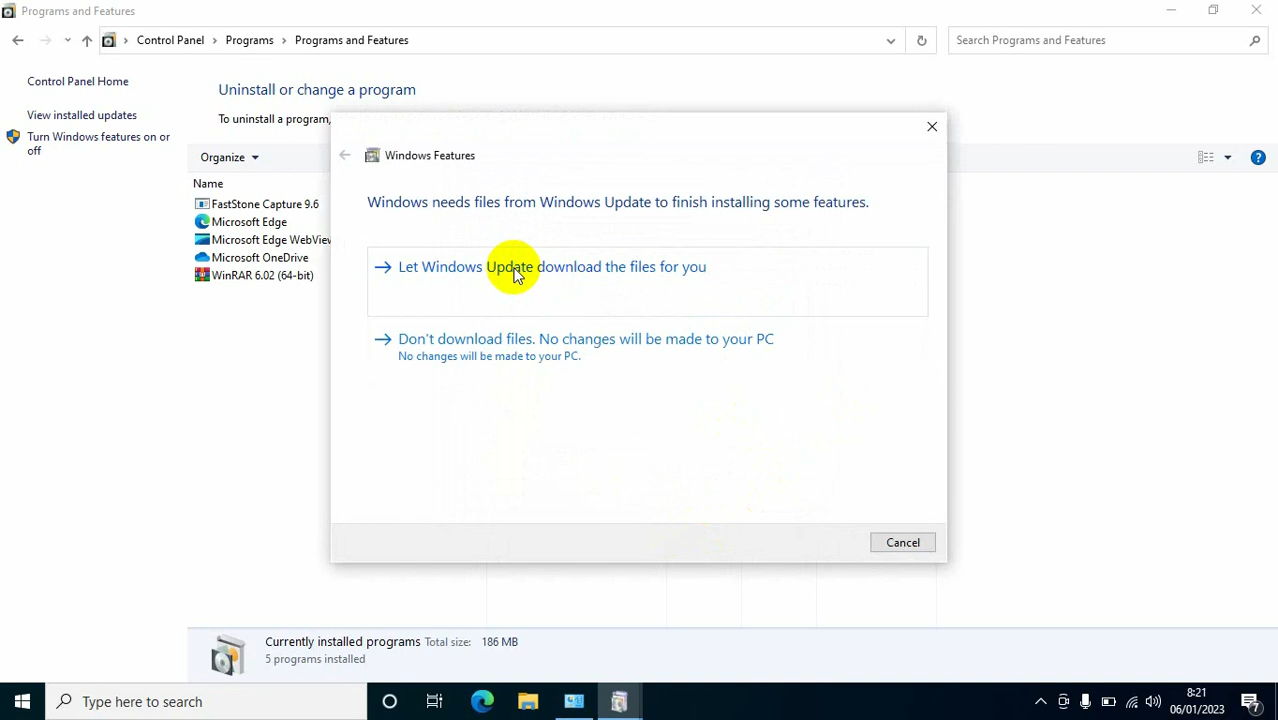 Programs and Features
Control Panel
Programs
Programs and Features
Search Programs and Features
Control Panel Home
View installed updates
Turn Windows features on or
off
Uninstall or change a program
To uninstall a program,
Organize
Name
FastStone Capture 9.6
Microsoft Edge
Microsoft Edge WebView
Microsoft OneDrive
WinRAR 6.02 (64-bit)
Windows Features
Windows needs files from Windows Update to finish installing some features.
Let Windows Update download the files for you
Don't download files. No changes will be made to your PC
No changes will be made to your PC.
Cancel
Currently installed programs Total size: 186 MB
5 programs installed
Type here to search
8:21
06/01/2023
7